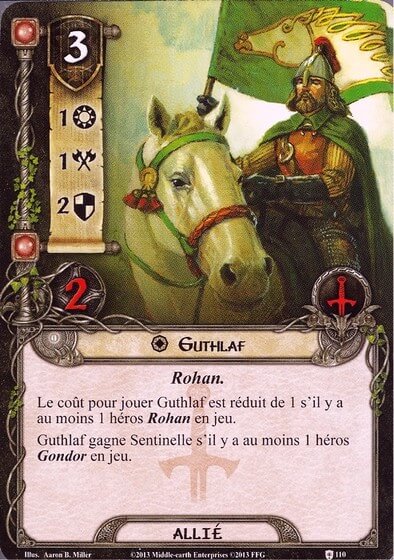 3
1
1
2
2
GUTHLAF
Rohan.
Le coût pour jouer Guthlaf est réduit de 1 s'il y a
au moins 1 héros Rohan en jeu.
Guthlaf gagne Sentinelle s'il y a au moins 1 héros
Gondor en jeu.
ALLIÉ
Illus. Aaron B. Miller
©2013 Middle-earth Enterprises ©2013 FFG
110